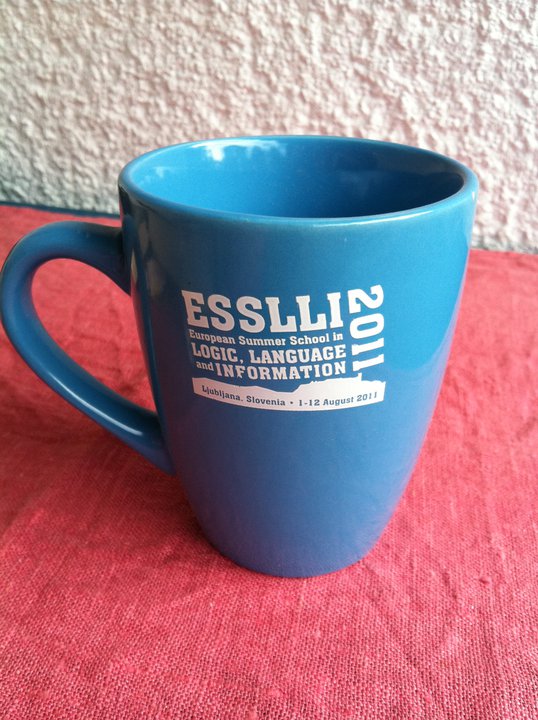 ESSLLI 2011
European Summer School in
LOGIC, LANGUAGE
and INFORMATION
Ljubljana, Slovenia • 1-12 August 2011